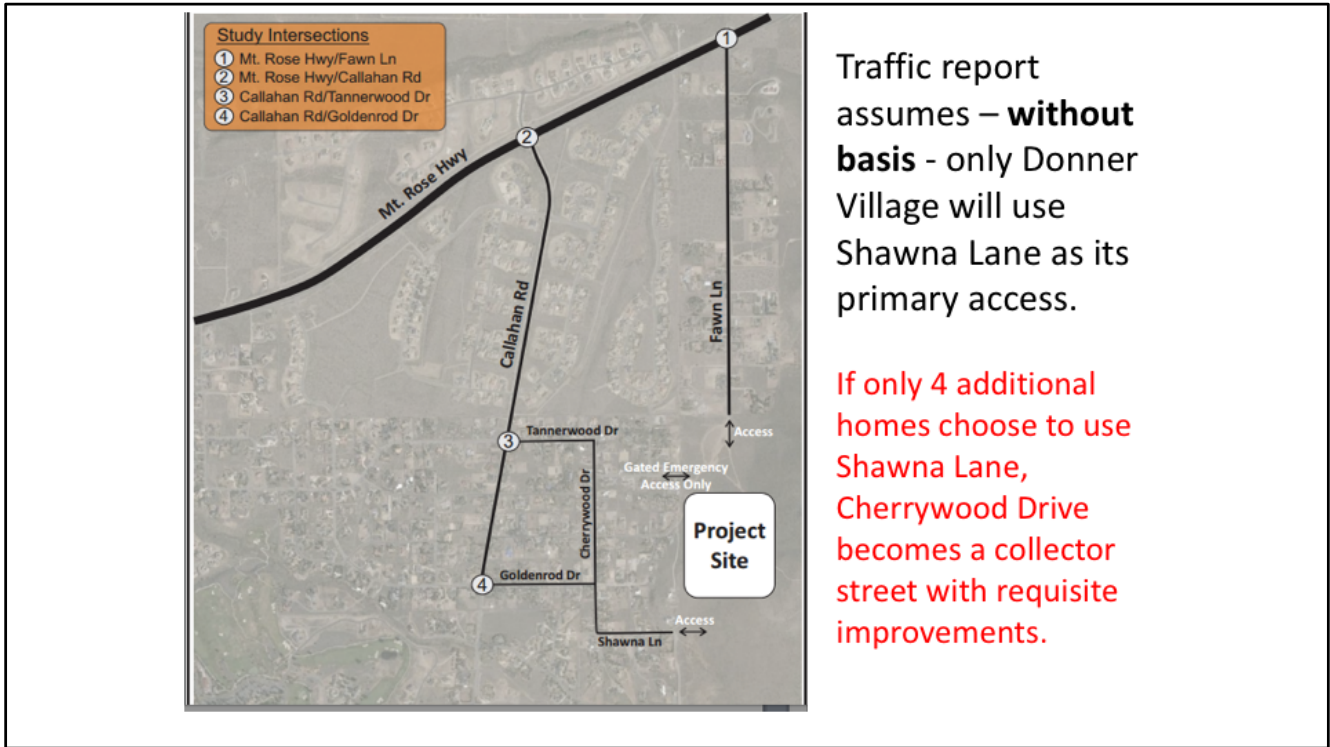 Study Intersections
1 Mt. Rose Hwy/Fawn Ln
2 Mt. Rose Hwy/Callahan Rd
3 Callahan Rd/Tannerwood Dr
4 Callahan Rd/Goldenrod Dr
1
2
Mt. Rose Hwy
Callahan Rd
Fawn Ln
3
Tannerwood Dr
Access
Gated Emergency
Access Only
Cherrywood Dr
Project
Site
4
Goldenrod Dr
Access
Shawna Ln
Traffic report
assumes – without
basis - only Donner
Village will use
Shawna Lane as its
primary access.
If only 4 additional
homes choose to use
Shawna Lane,
Cherrywood Drive
becomes a collector
street with requisite
improvements.